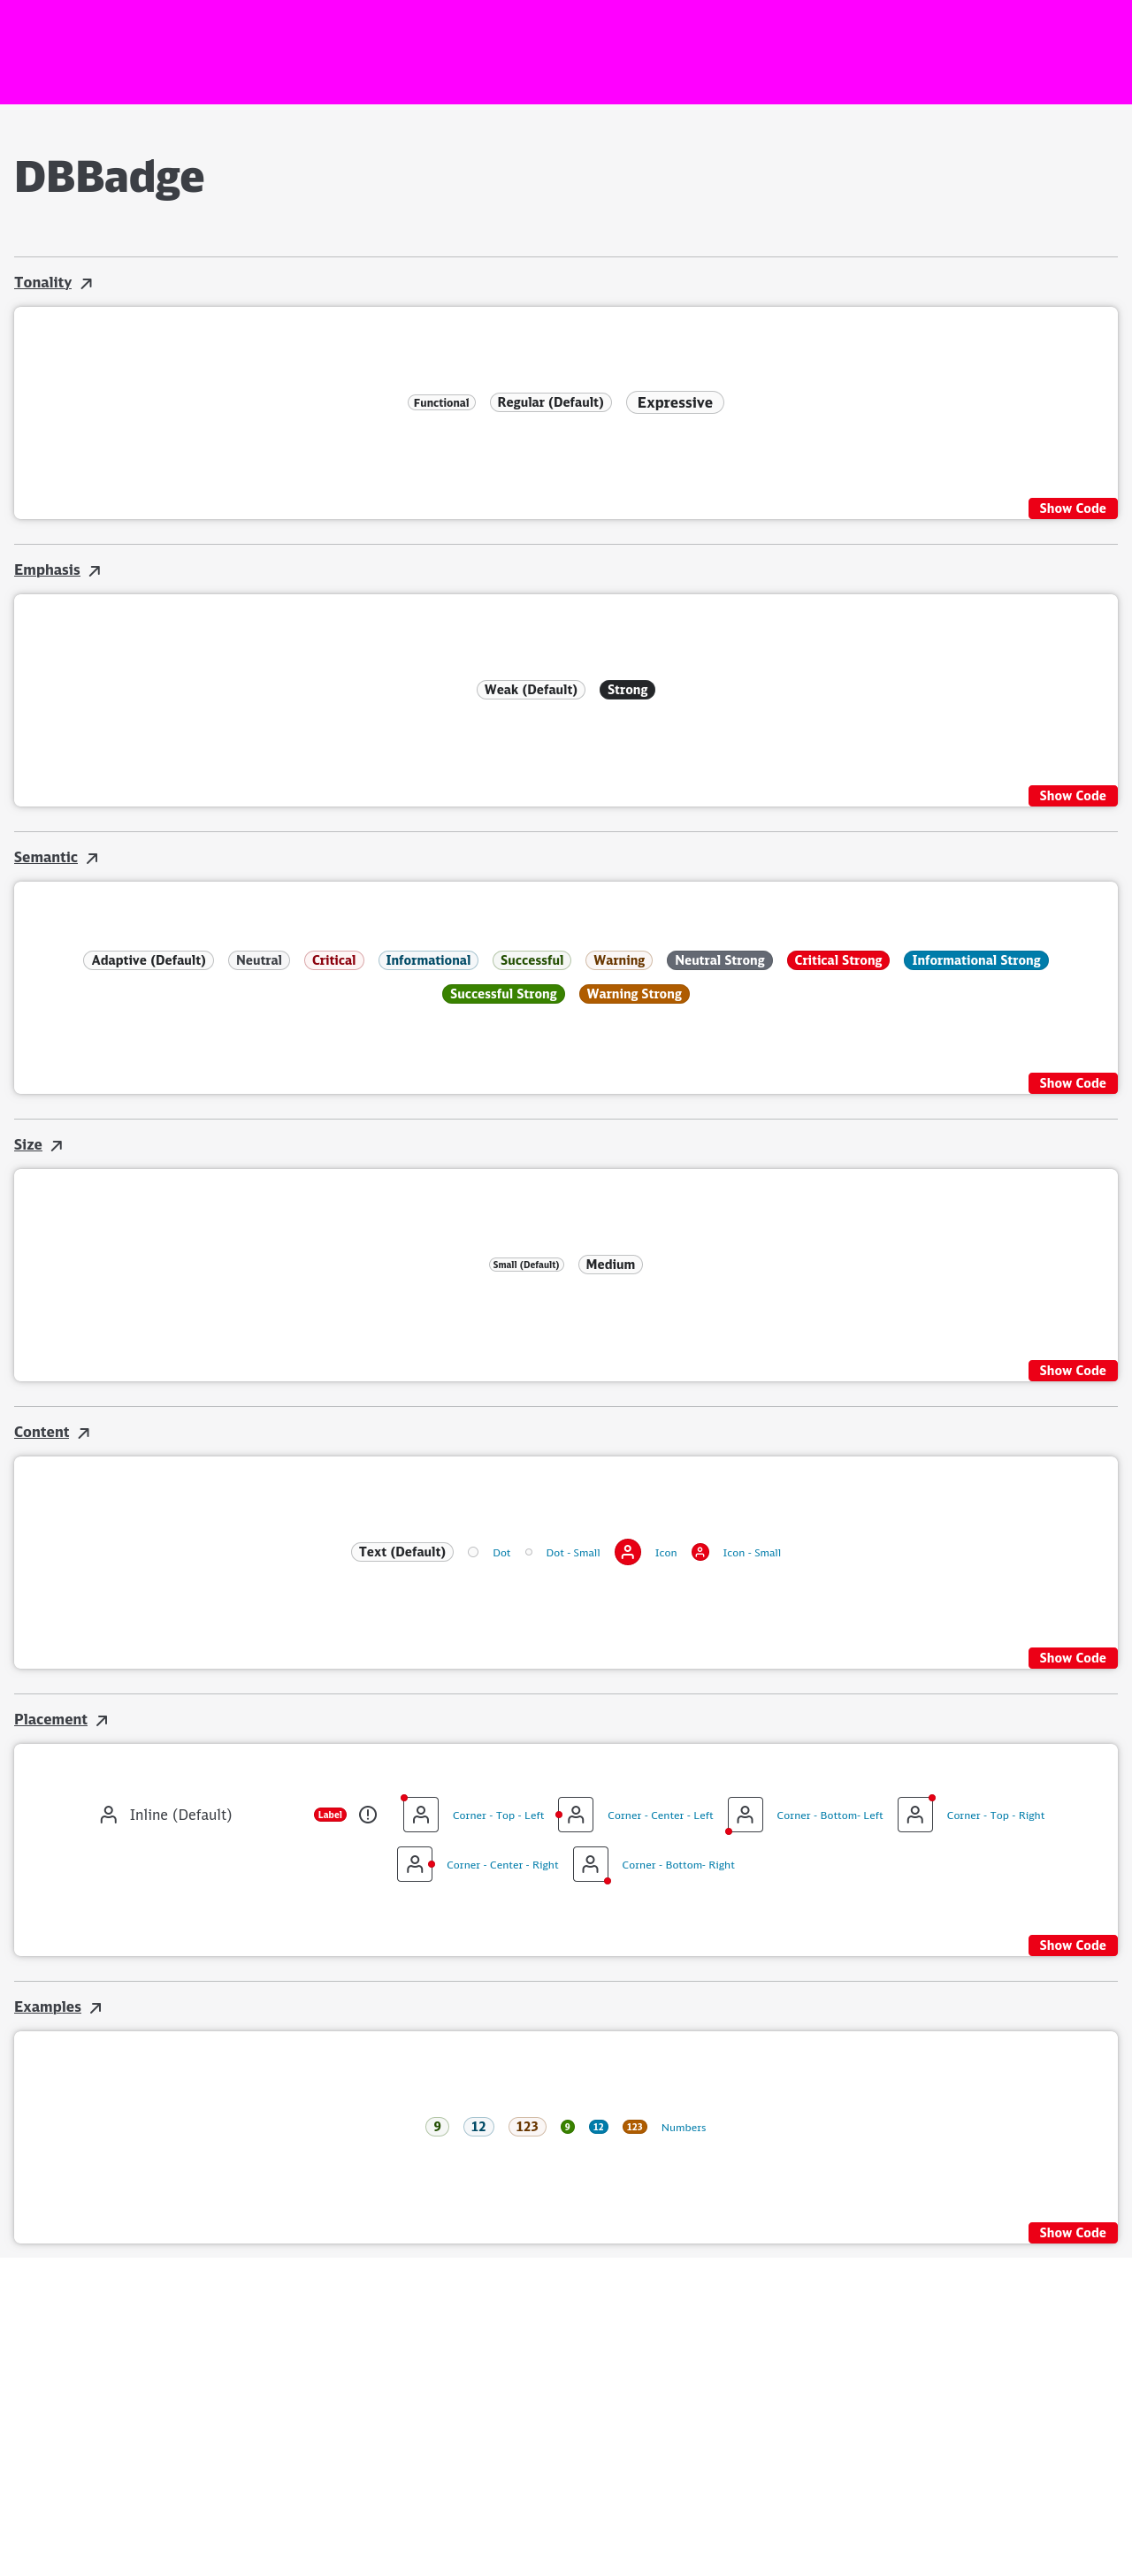 DBBadge
Tonality
Functional Regular (Default) Expressive
Show Code
Emphasis
Weak (Default) Strong
Show Code
Semantic
Adaptive (Default) Neutral Critical Informational Successful Warning Neutral Strong Critical Strong Informational Strong
Successful Strong Warning Strong
Show Code
Size
Small (Default) Medium
Show Code
Content
Text (Default) Dot Dot - Small Icon Icon - Small
Show Code
Placement
Inline (Default) Label Corner - Top - Left Corner - Center - Left Corner - Bottom- Left Corner - Top - Right
Corner - Center - Right Corner - Bottom- Right
Show Code
Examples
9 12 123 9 12 123 Numbers
Show Code